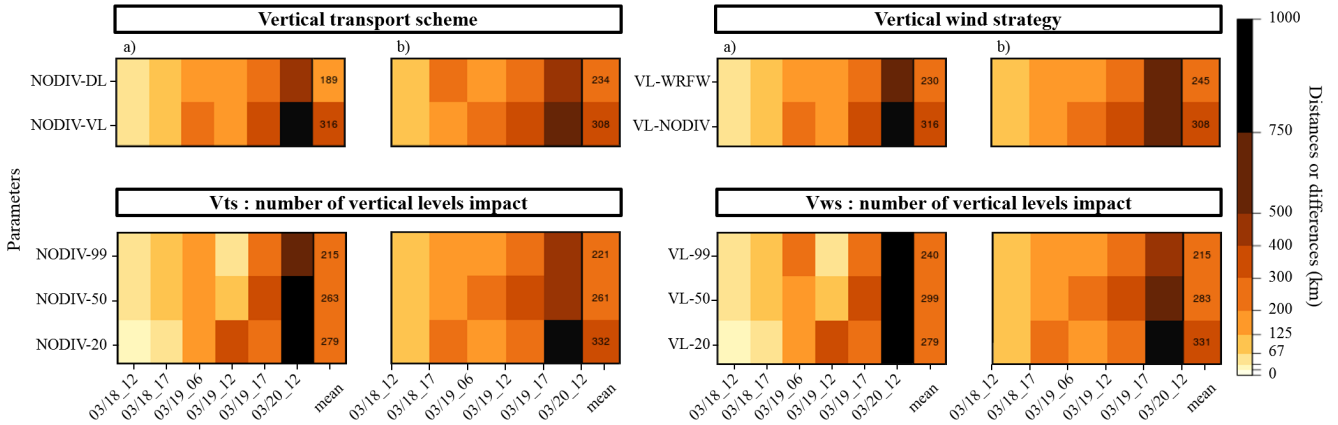 Vertical transport scheme
Vertical wind strategy
a)
b)
a)
b)
NODIV-DL
189
234
VL-WRFW
230
245
NODIV-VL
316
308
VL-NODIV
316
308
Parameters
Vts : number of vertical levels impact
Vws : number of vertical levels impact
NODIV-99
215
221
VL-99
240
215
NODIV-50
263
261
VL-50
299
283
NODIV-20
279
332
VL-20
279
331
03/18_12
03/18_17
03/19_06
03/19_12
03/19_17
03/20_12
mean
03/18_12
03/18_17
03/19_06
03/19_12
03/19_17
03/20_12
mean
03/18_12
03/18_17
03/19_06
03/19_12
03/19_17
03/20_12
mean
03/18_12
03/18_17
03/19_06
03/19_12
03/19_17
03/20_12
mean
1000
750
500
400
300
200
125
67
0
Distances or differences (km)